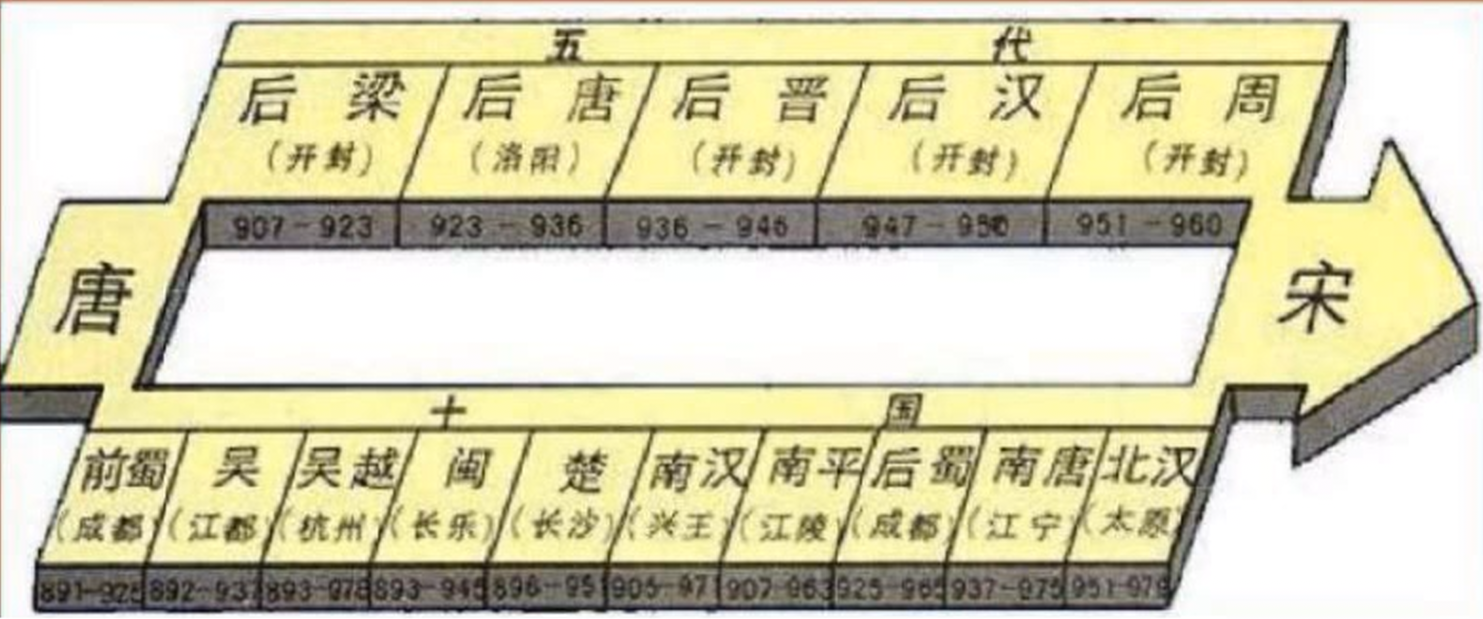 五代
后梁 后唐 后晋 后汉 后周
(开封) (洛阳) (开封) (开封) (开封)
907-923 923-936 936-946 947-950 951-960
唐
宋
十国
前蜀 吴 吴越 闽 楚 南汉 南平 后蜀 南唐 北汉
(成都) (江都) (杭州) (长乐) (长沙) (兴王) (江陵) (成都) (江宁) (太原)
891-925 892-937 893-978 893-945 896-951 905-971 907-963 925-965 937-975 951-979